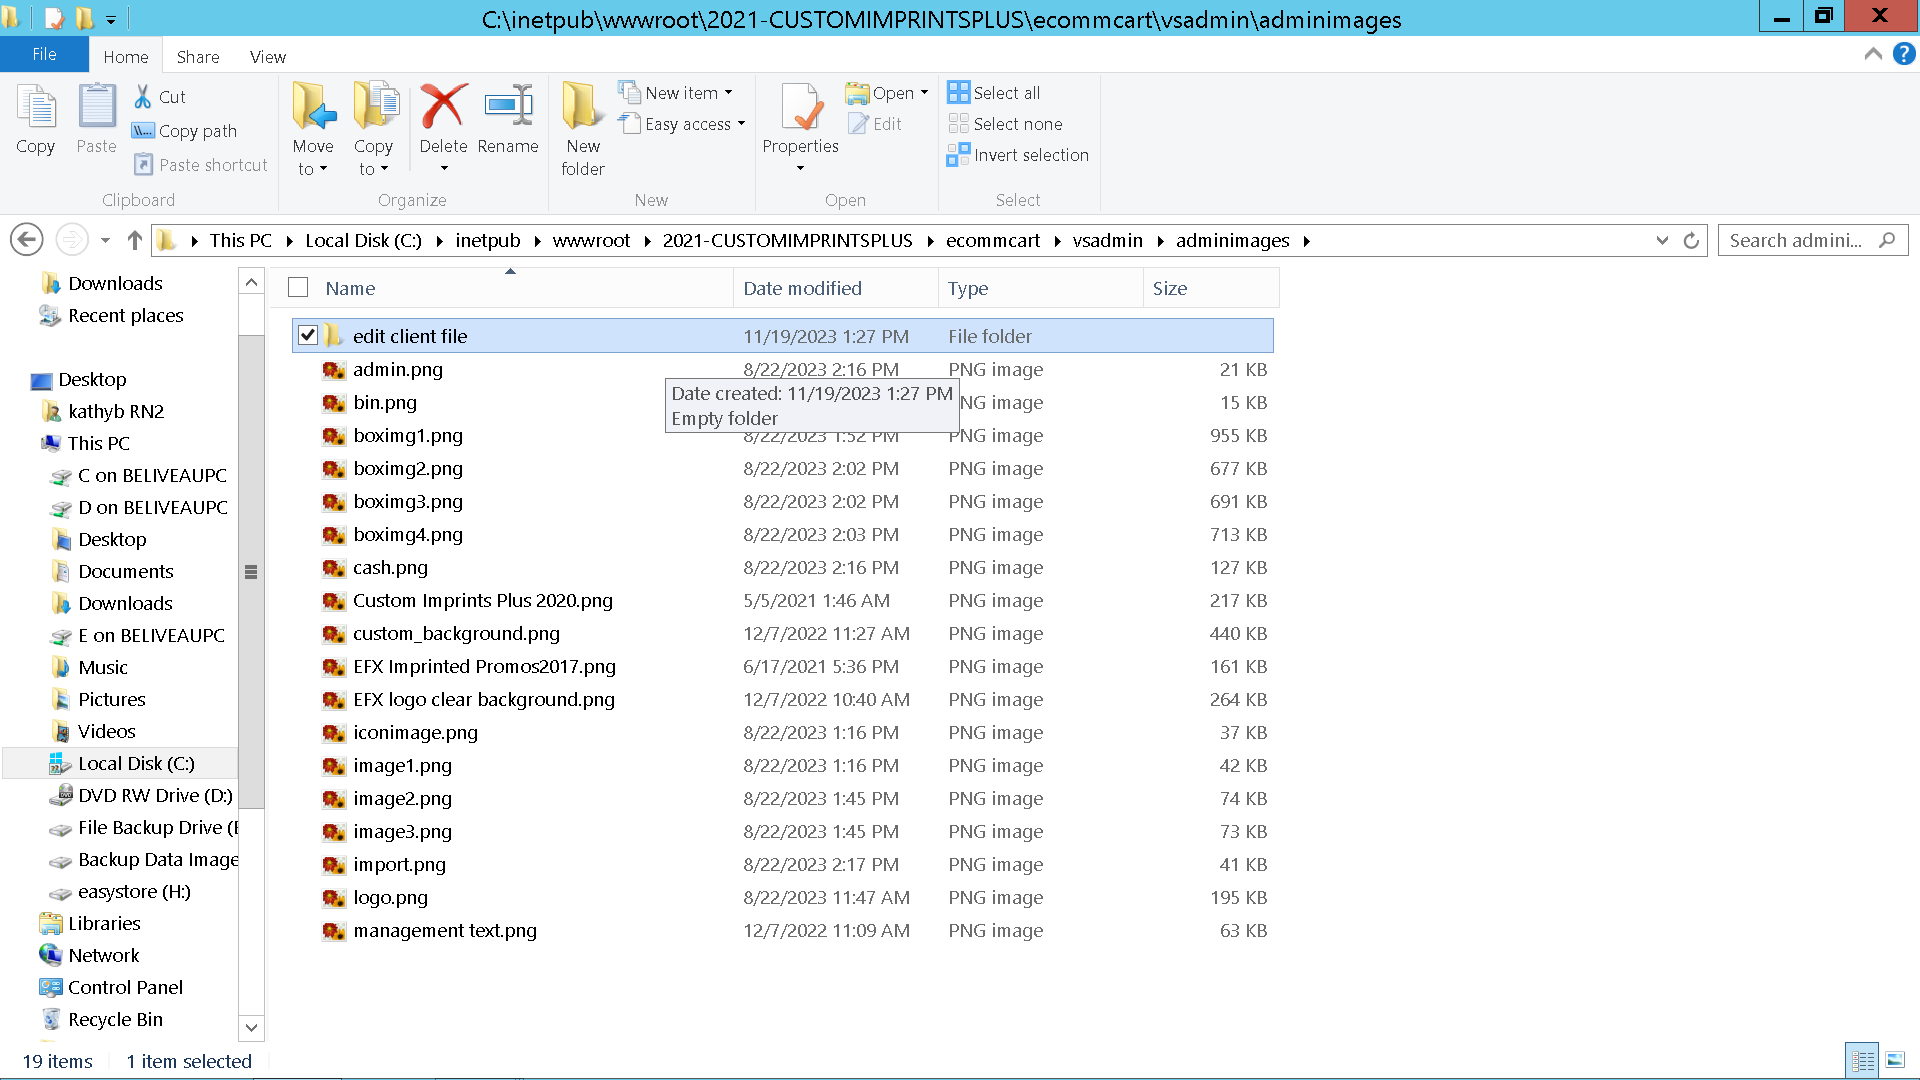 C:\inetpub\wwwroot\2021-CUSTOMIMPRINTSPLUS\ecommcart\vsadmin\adminimages
File Home Share View
Copy
Paste
Cut
Copy path
Paste shortcut
Clipboard
Move to
Copy to
Delete
Rename
Organize
New folder
New item
Easy access
New
Properties
Open
Edit
Open
Select all
Select none
Invert selection
Select
This PC Local Disk (C:) inetpub wwwroot 2021-CUSTOMIMPRINTSPLUS ecommcart vsadmin adminimages
Search admini...
Downloads
Recent places
Desktop
kathyb RN2
This PC
C on BELIVEAUPC
D on BELIVEAUPC
Desktop
Documents
Downloads
E on BELIVEAUPC
Music
Pictures
Videos
Local Disk (C:)
DVD RW Drive (D:)
File Backup Drive (
Backup Data Image
easystore (H:)
Libraries
Network
Control Panel
Recycle Bin
Name Date modified Type Size
edit client file 11/19/2023 1:27 PM File folder
admin.png 8/22/2023 2:16 PM PNG image 21 KB
Date created: 11/19/2023 1:27 PM
Empty folder
bin.png NG image 15 KB
boximg1.png 8/22/2023 1:52 PM PNG image 955 KB
boximg2.png 8/22/2023 2:02 PM PNG image 677 KB
boximg3.png 8/22/2023 2:02 PM PNG image 691 KB
boximg4.png 8/22/2023 2:03 PM PNG image 713 KB
cash.png 8/22/2023 2:16 PM PNG image 127 KB
Custom Imprints Plus 2020.png 5/5/2021 1:46 AM PNG image 217 KB
custom_background.png 12/7/2022 11:27 AM PNG image 440 KB
EFX Imprinted Promos2017.png 6/17/2021 5:36 PM PNG image 161 KB
EFX logo clear background.png 12/7/2022 10:40 AM PNG image 264 KB
iconimage.png 8/22/2023 1:16 PM PNG image 37 KB
image1.png 8/22/2023 1:16 PM PNG image 42 KB
image2.png 8/22/2023 1:45 PM PNG image 74 KB
image3.png 8/22/2023 1:45 PM PNG image 73 KB
import.png 8/22/2023 2:17 PM PNG image 41 KB
logo.png 8/22/2023 11:47 AM PNG image 195 KB
management text.png 12/7/2022 11:09 AM PNG image 63 KB
19 items 1 item selected